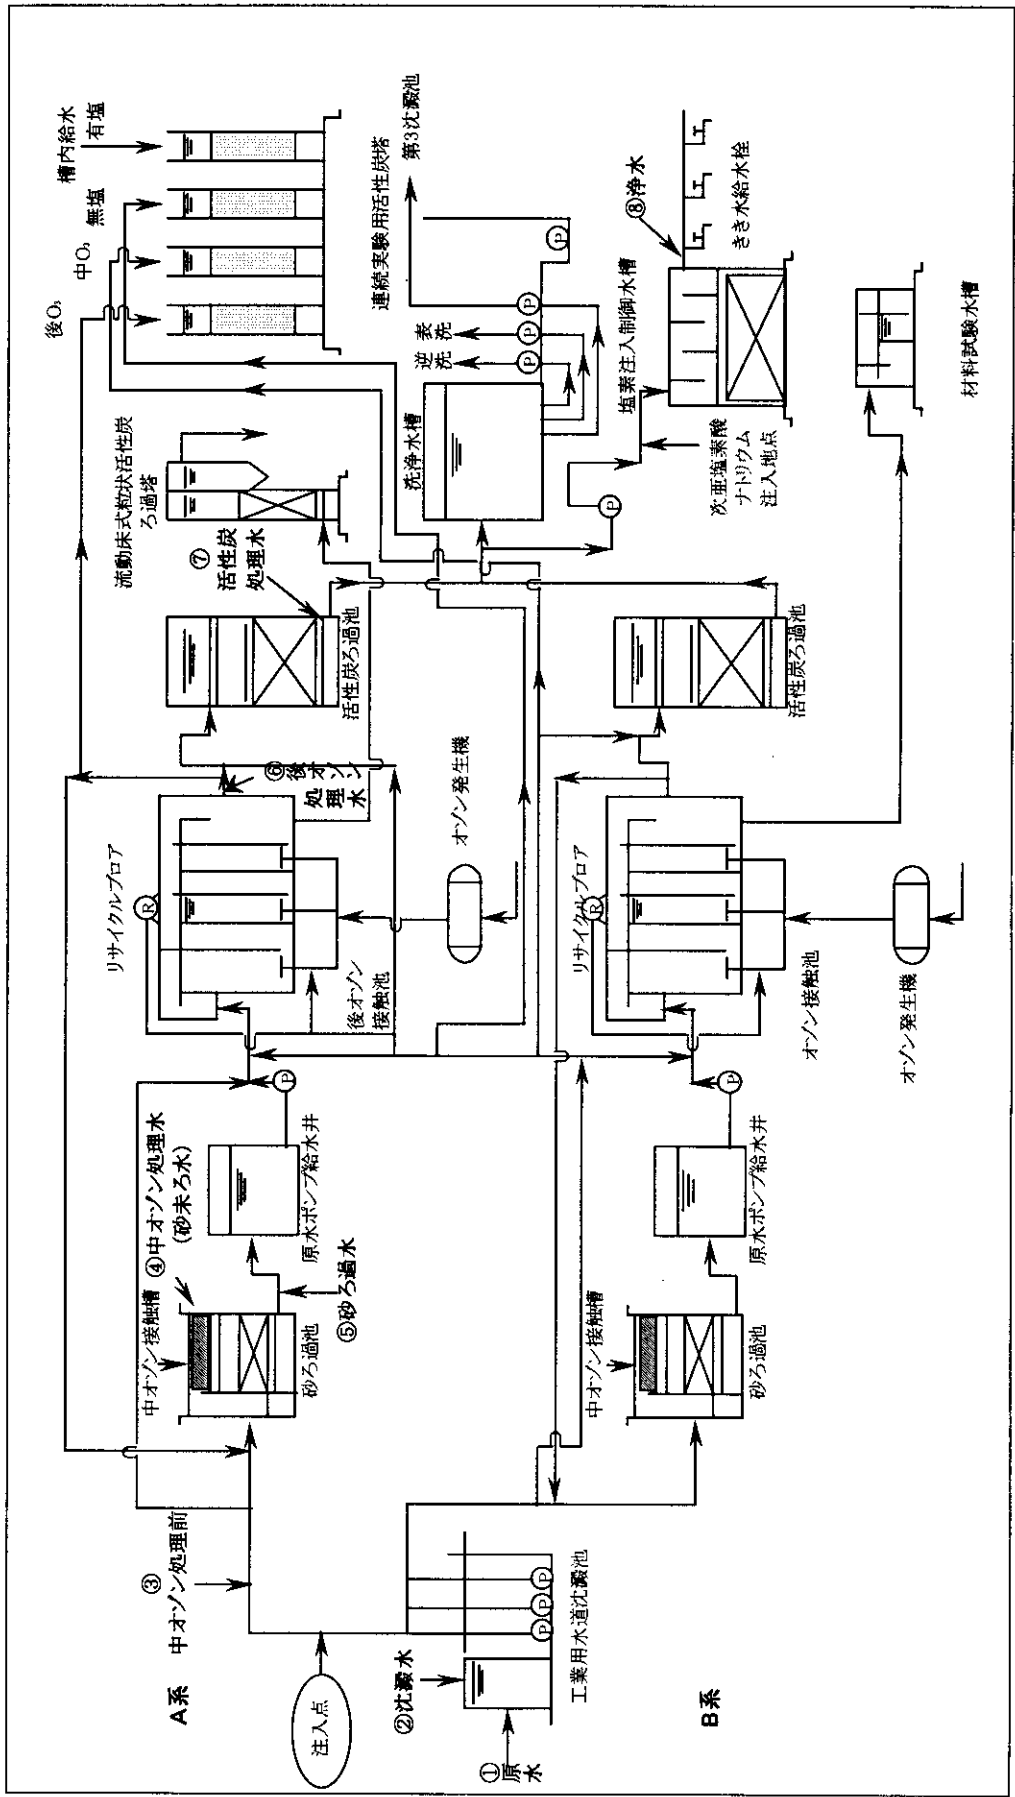 A系
③
中オゾン処理前
注入点
②沈澱水
①
原
水
工業用水道沈澱池
中オゾン接触槽
④中オゾン処理水
(砂未ろ水)
砂ろ過池
⑤砂ろ過水
原水ポンプ給水井
P
P
P
P
リサイクルブロア
R
後オゾン
接触池
オゾン発生機
⑥後オゾン
処理
水
活性炭ろ過池
⑦
活性炭
処理水
流動床式粒状活性炭
ろ過塔
後O₃
中O₃
無塩
槽内給水
有塩
連続実験用活性炭塔
洗浄水槽
逆洗
表洗
第3沈澱池
P
P
P
P
P
塩素注入制御水槽
次亜塩素酸
ナトリウム
注入地点
⑧浄水
きき水給水栓
B系
中オゾン接触槽
砂ろ過池
原水ポンプ給水井
P
リサイクルブロア
R
オゾン接触池
オゾン発生機
活性炭ろ過池
材料試験水槽